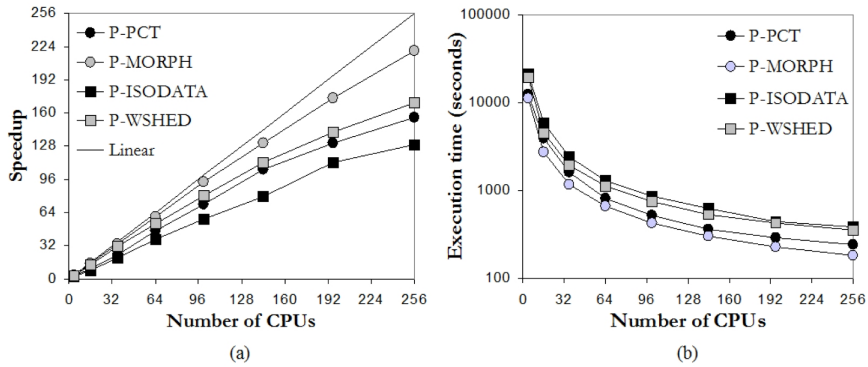 256
224
192
160
128
96
64
32
0
Speedup
P-PCT
P-MORPH
P-ISODATA
P-WSHED
Linear
0 32 64 96 128 160 192 224 256
Number of CPUs
(a)
100000
10000
1000
100
Execution time (seconds)
P-PCT
P-MORPH
P-ISODATA
P-WSHED
0 32 64 96 128 160 192 224 256
Number of CPUs
(b)